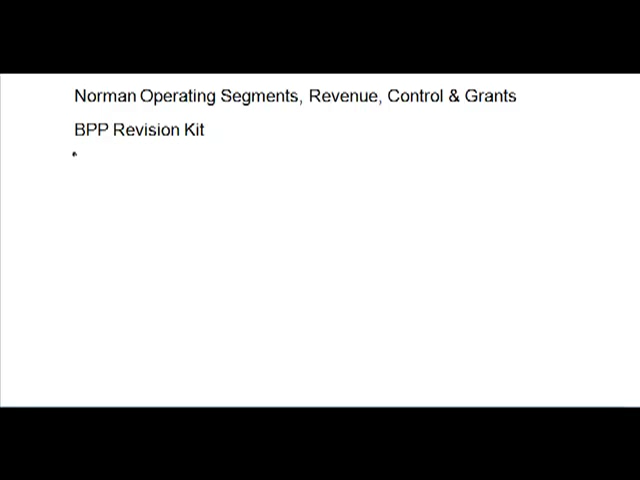 Norman Operating Segments, Revenue, Control & Grants
BPP Revision Kit